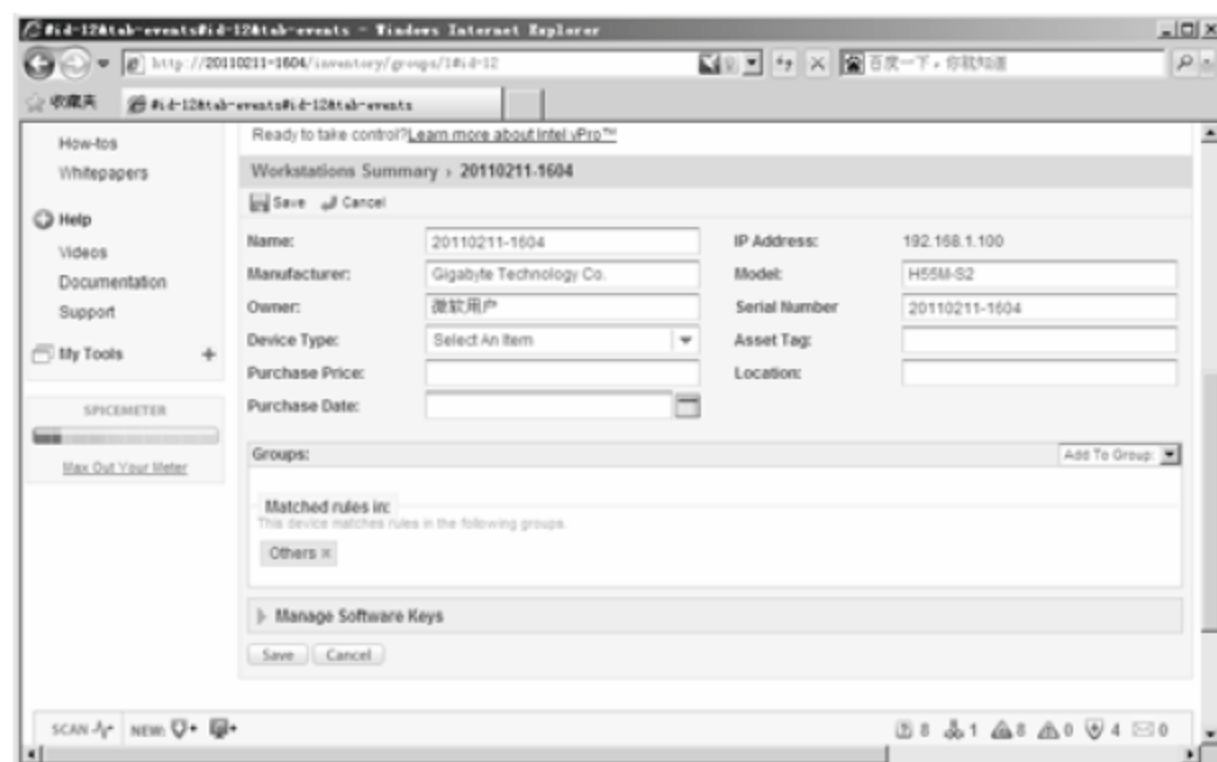 #id-12&tab-events#id-12&tab-events - Windows Internet Explorer
http://20110211-1604/inventory/groups/1#id=12
百度一下,你就知道
收藏夹
#id-12&tab-events#id-12&tab-events
How-tos
Whitepapers
Help
Videos
Documentation
Support
My Tools
SPICEMETER
Max Out Your Meter
Ready to take control?Learn more about Intel vPro™
Workstations Summary › 20110211-1604
Save Cancel
Name: 20110211-1604 IP Address: 192.168.1.100
Manufacturer: Gigabyte Technology Co. Model: H55M-S2
Owner: 微软用户 Serial Number 20110211-1604
Device Type: Select An Item Asset Tag:
Purchase Price: Location:
Purchase Date:
Groups: Add To Group:
Matched rules in:
This device matches rules in the following groups.
Others
Manage Software Keys
Save Cancel
SCAN NEW: 8 1 8 0 4 0